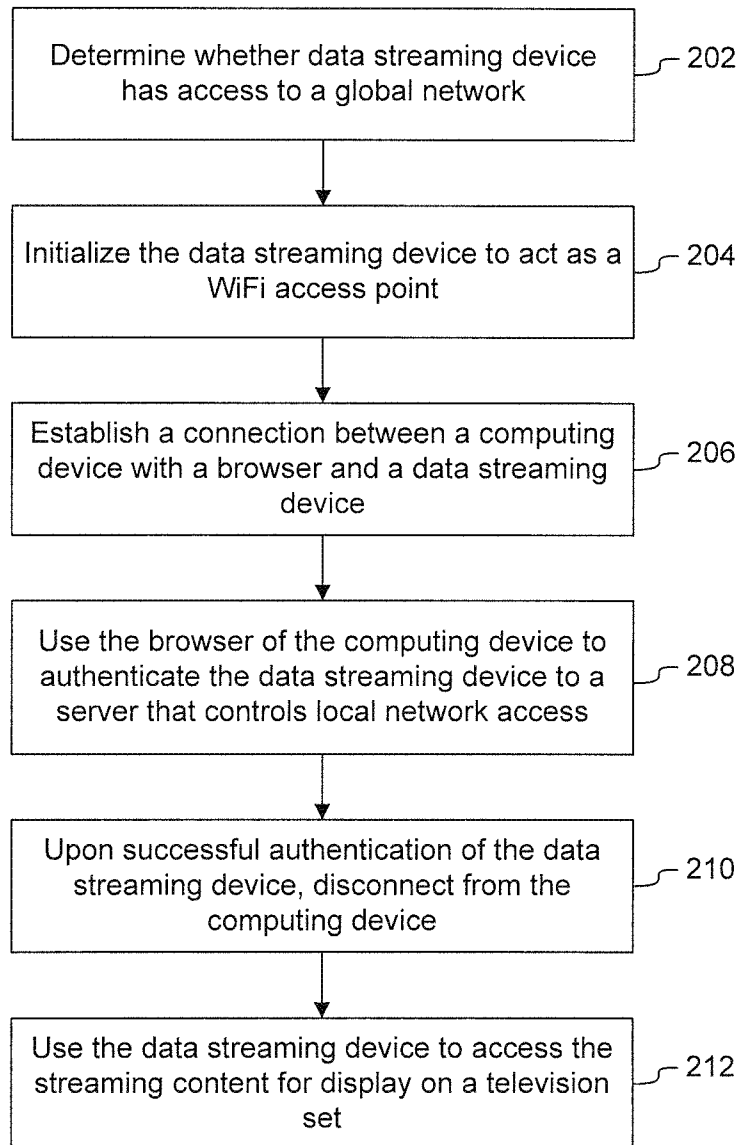 Determine whether data streaming device
has access to a global network
202
Initialize the data streaming device to act as a
WiFi access point
204
Establish a connection between a computing
device with a browser and a data streaming
device
206
Use the browser of the computing device to
authenticate the data streaming device to a
server that controls local network access
208
Upon successful authentication of the data
streaming device, disconnect from the
computing device
210
Use the data streaming device to access the
streaming content for display on a television
set
212